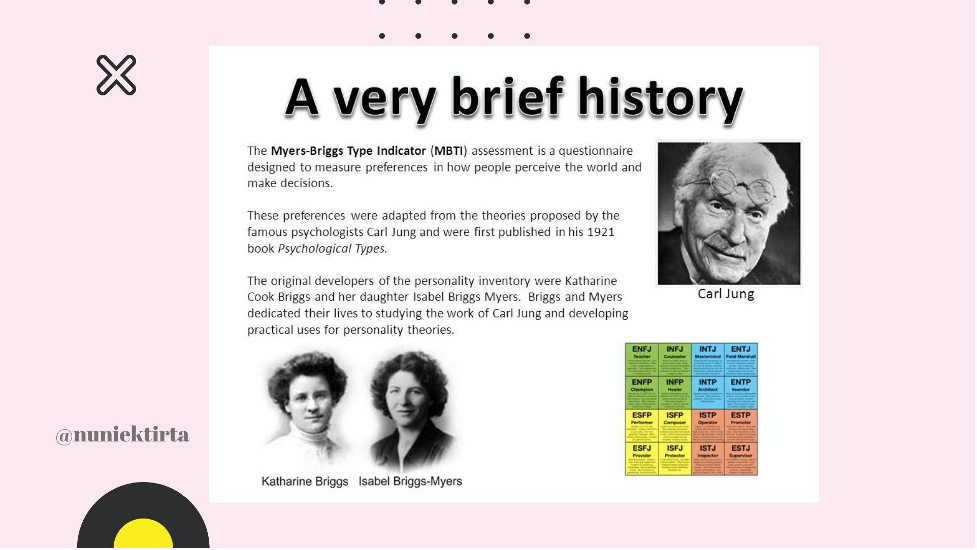 A very brief history
The Myers-Briggs Type Indicator (MBTI) assessment is a questionnaire
designed to measure preferences in how people perceive the world and
make decisions.
These preferences were adapted from the theories proposed by the
famous psychologists Carl Jung and were first published in his 1921
book Psychological Types.
The original developers of the personality inventory were Katharine
Cook Briggs and her daughter Isabel Briggs Myers. Briggs and Myers
dedicated their lives to studying the work of Carl Jung and developing
practical uses for personality theories.
Carl Jung
Katharine Briggs Isabel Briggs-Myers
ENFJ INFJ INTJ ENTJ
Teacher Counselor Mastermind Field Marshall
ENFP INFP INTP ENTP
Champion Healer Architect Inventor
ESFP ISFP ISTP ESTP
Performer Composer Operator Promoter
ESFJ ISFJ ISTJ ESTJ
Provider Protector Inspector Supervisor
@nuniektirta